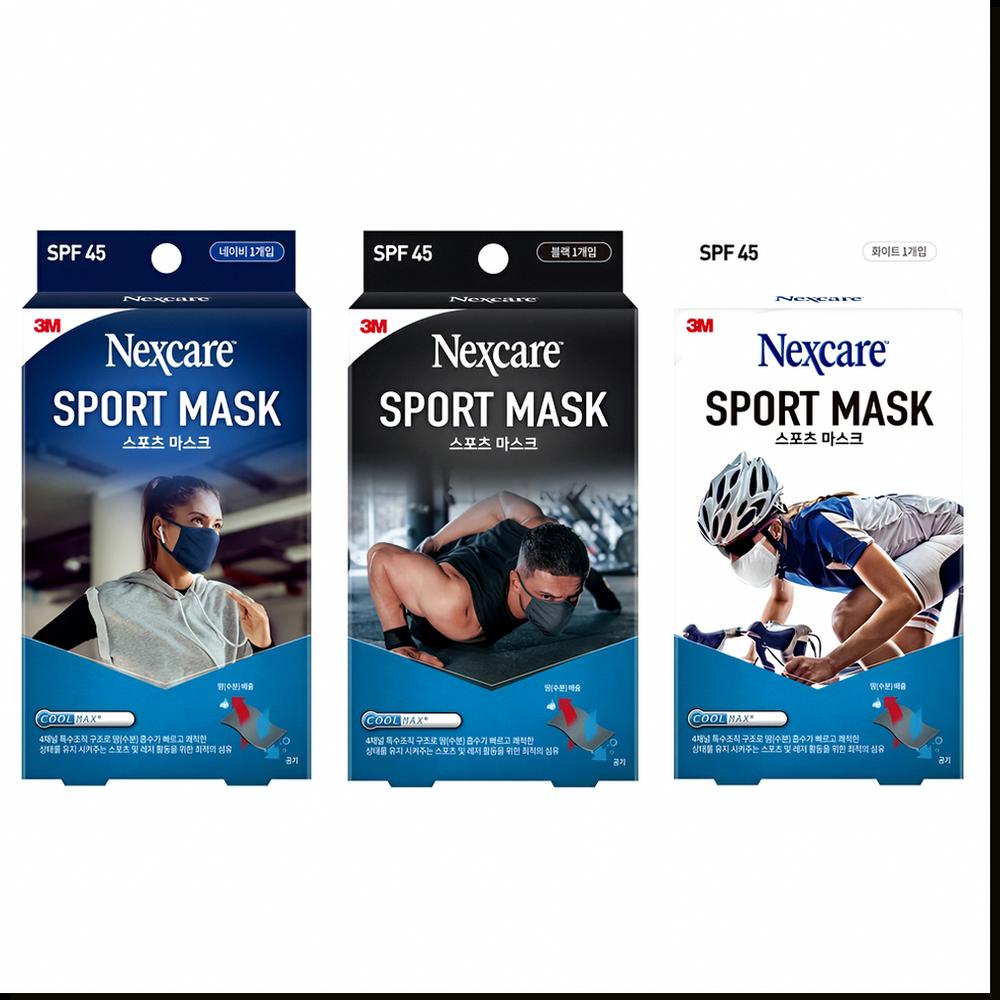 SPF 45
네이비 1개입
Nexcare
3M
Nexcare™
SPORT MASK
스포츠 마스크
땀(수분) 배출
COOLMAX®
4채널 특수조직 구조로 땀(수분) 흡수가 빠르고 쾌적한
상태를 유지 시켜주는 스포츠 및 레저 활동을 위한 최적의 섬유
공기
SPF 45
블랙 1개입
Nexcare
3M
Nexcare™
SPORT MASK
스포츠 마스크
땀(수분) 배출
COOLMAX®
4채널 특수조직 구조로 땀(수분) 흡수가 빠르고 쾌적한
상태를 유지 시켜주는 스포츠 및 레저 활동을 위한 최적의 섬유
공기
SPF 45
화이트 1개입
Nexcare
3M
Nexcare™
SPORT MASK
스포츠 마스크
땀(수분) 배출
COOLMAX®
4채널 특수조직 구조로 땀(수분) 흡수가 빠르고 쾌적한
상태를 유지 시켜주는 스포츠 및 레저 활동을 위한 최적의 섬유
공기